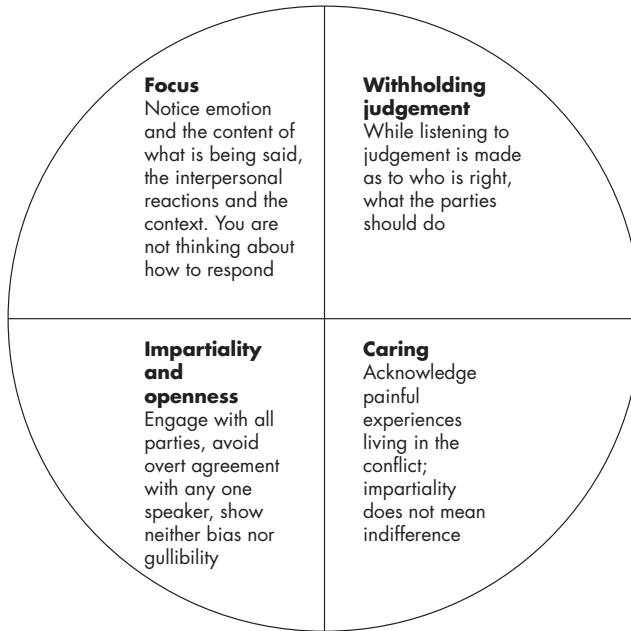 Focus
Notice emotion
and the content of
what is being said,
the interpersonal
reactions and the
context. You are
not thinking about
how to respond
Withholding
judgement
While listening to
judgement is made
as to who is right,
what the parties
should do
Impartiality
and
openness
Engage with all
parties, avoid
overt agreement
with any one
speaker, show
neither bias nor
gullibility
Caring
Acknowledge
painful
experiences
living in the
conflict;
impartiality
does not mean
indifference